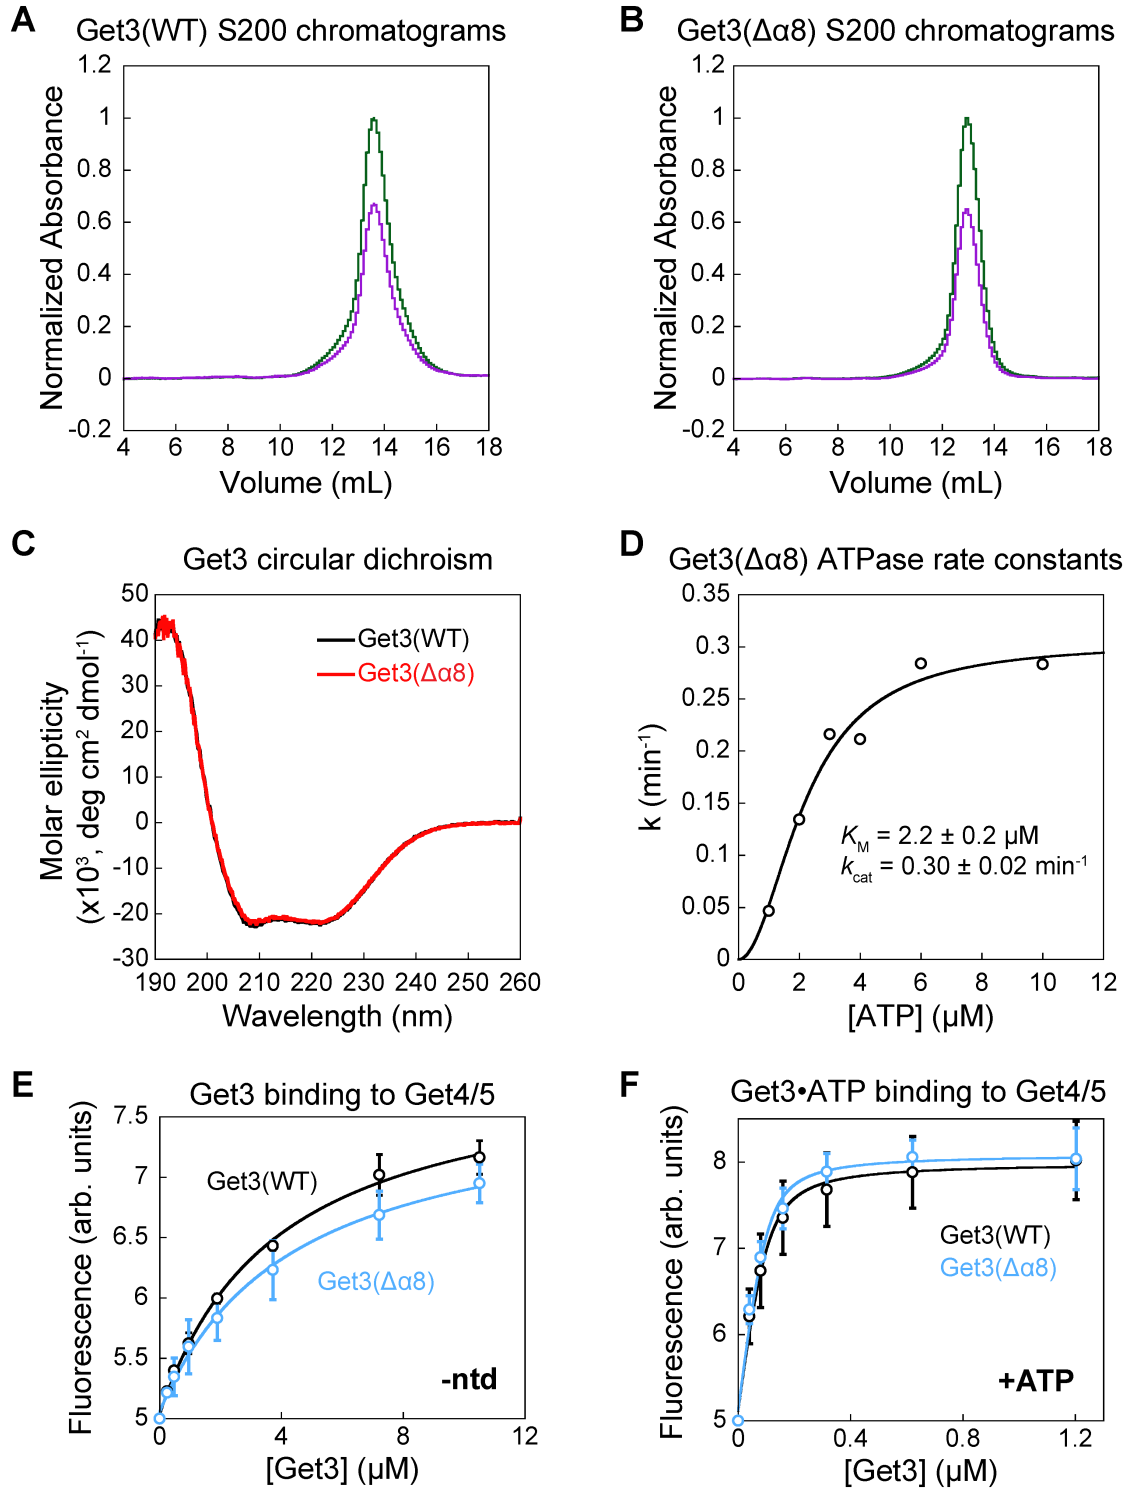 A
Get3(WT) S200 chromatograms
1.2
1
0.8
0.6
0.4
0.2
0
-0.2
Normalized Absorbance
4 6 8 10 12 14 16 18
Volume (mL)
B
Get3(Δα8) S200 chromatograms
1.2
1
0.8
0.6
0.4
0.2
0
-0.2
Normalized Absorbance
4 6 8 10 12 14 16 18
Volume (mL)
C
Get3 circular dichroism
50
40
30
20
10
0
-10
-20
-30
Molar ellipticity
(x10³, deg cm² dmol⁻¹)
Get3(WT)
Get3(Δα8)
190 200 210 220 230 240 250 260
Wavelength (nm)
D
Get3(Δα8) ATPase rate constants
0.35
0.3
0.25
0.2
0.15
0.1
0.05
0
k (min⁻¹)
K_M = 2.2 ± 0.2 µM
k_cat = 0.30 ± 0.02 min⁻¹
0 2 4 6 8 10 12
[ATP] (µM)
E
Get3 binding to Get4/5
7.5
7
6.5
6
5.5
5
Fluorescence (arb. units)
Get3(WT)
Get3(Δα8)
-ntd
0 4 8 12
[Get3] (µM)
F
Get3•ATP binding to Get4/5
8
7
6
5
Fluorescence (arb. units)
Get3(WT)
Get3(Δα8)
+ATP
0 0.4 0.8 1.2
[Get3] (µM)